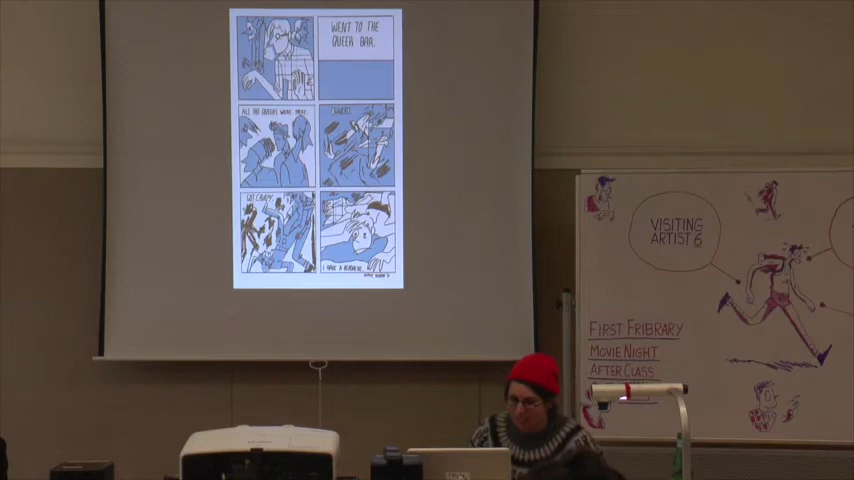 WENT TO THE
QUEER BAR.
ALL THE QUEERS WERE THERE.
DANCED.
GOT CRAZY.
I HAVE A HEADACHE.
VISITING
ARTIST 6
FIRST FRIBRARY
MOVIE NIGHT
AFTER CLASS